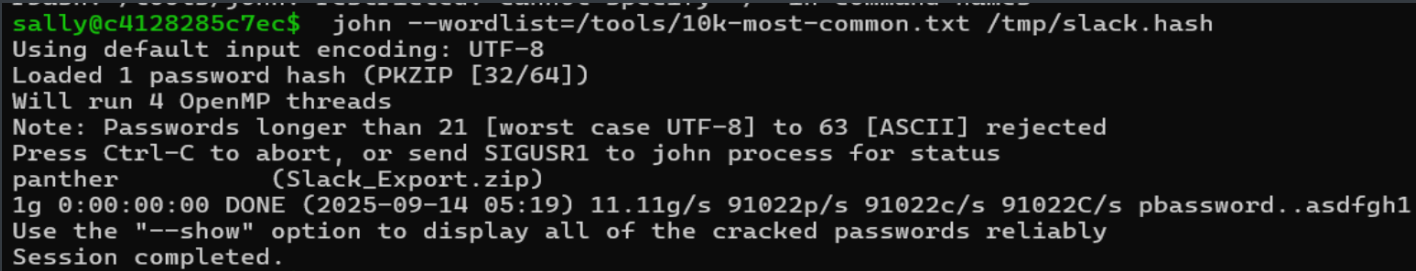 sally@c4128285c7ec$  john --wordlist=/tools/10k-most-common.txt /tmp/slack.hash
Using default input encoding: UTF-8
Loaded 1 password hash (PKZIP [32/64])
Will run 4 OpenMP threads
Note: Passwords longer than 21 [worst case UTF-8] to 63 [ASCII] rejected
Press Ctrl-C to abort, or send SIGUSR1 to john process for status
panther          (Slack_Export.zip)
1g 0:00:00:00 DONE (2025-09-14 05:19) 11.11g/s 91022p/s 91022c/s 91022C/s pbassword..asdfgh1
Use the "--show" option to display all of the cracked passwords reliably
Session completed.